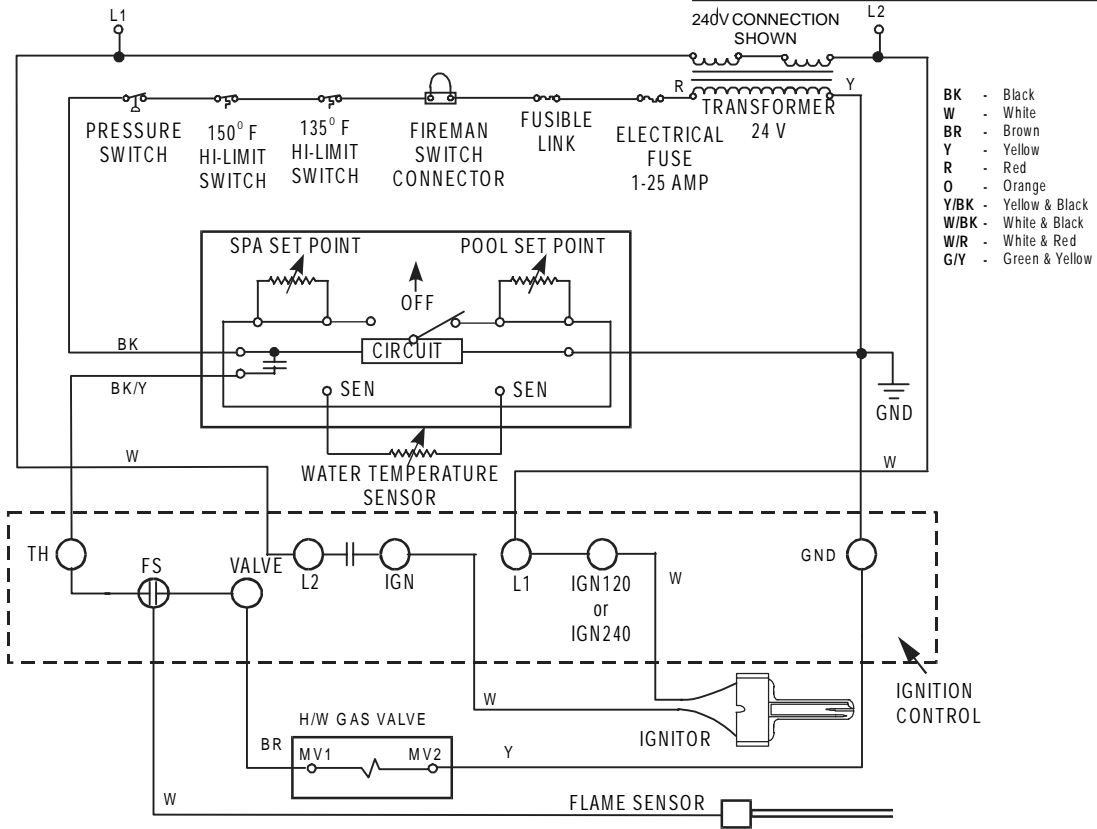 L1
240V CONNECTION
SHOWN
L2
R
Y
TRANSFORMER
24 V
PRESSURE
SWITCH
150° F
HI-LIMIT
SWITCH
135° F
HI-LIMIT
SWITCH
FIREMAN
SWITCH
CONNECTOR
FUSIBLE
LINK
ELECTRICAL
FUSE
1-25 AMP
BK - Black
W - White
BR - Brown
Y - Yellow
R - Red
O - Orange
Y/BK - Yellow & Black
W/BK - White & Black
W/R - White & Red
G/Y - Green & Yellow
SPA SET POINT
POOL SET POINT
OFF
CIRCUIT
BK
BK/Y
SEN
SEN
GND
W
WATER TEMPERATURE
SENSOR
W
TH
FS
VALVE
L2
IGN
L1
IGN120
or
IGN240
W
GND
IGNITION
CONTROL
W
IGNITOR
H/W GAS VALVE
BR
MV1
MV2
Y
W
FLAME SENSOR